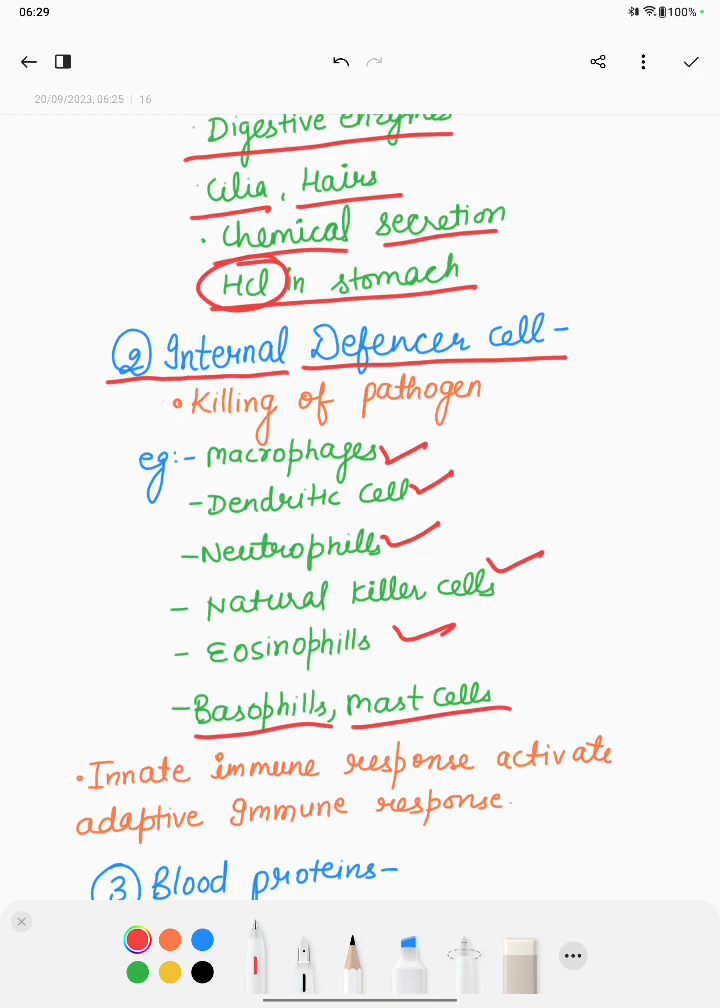 06:29
100%
20/09/2023, 06:25 | 16
· Digestive enzymes
· Cilia, Hairs
· Chemical secretion
HCl in stomach
② Internal Defencer cell -
• Killing of pathogen
eg:- Macrophages
- Dendritic Cell
- Neutrophills
- Natural killer cells
- Eosinophills
- Basophills, Mast Cells
• Innate immune response activate
adaptive Immune response.
③ Blood proteins -